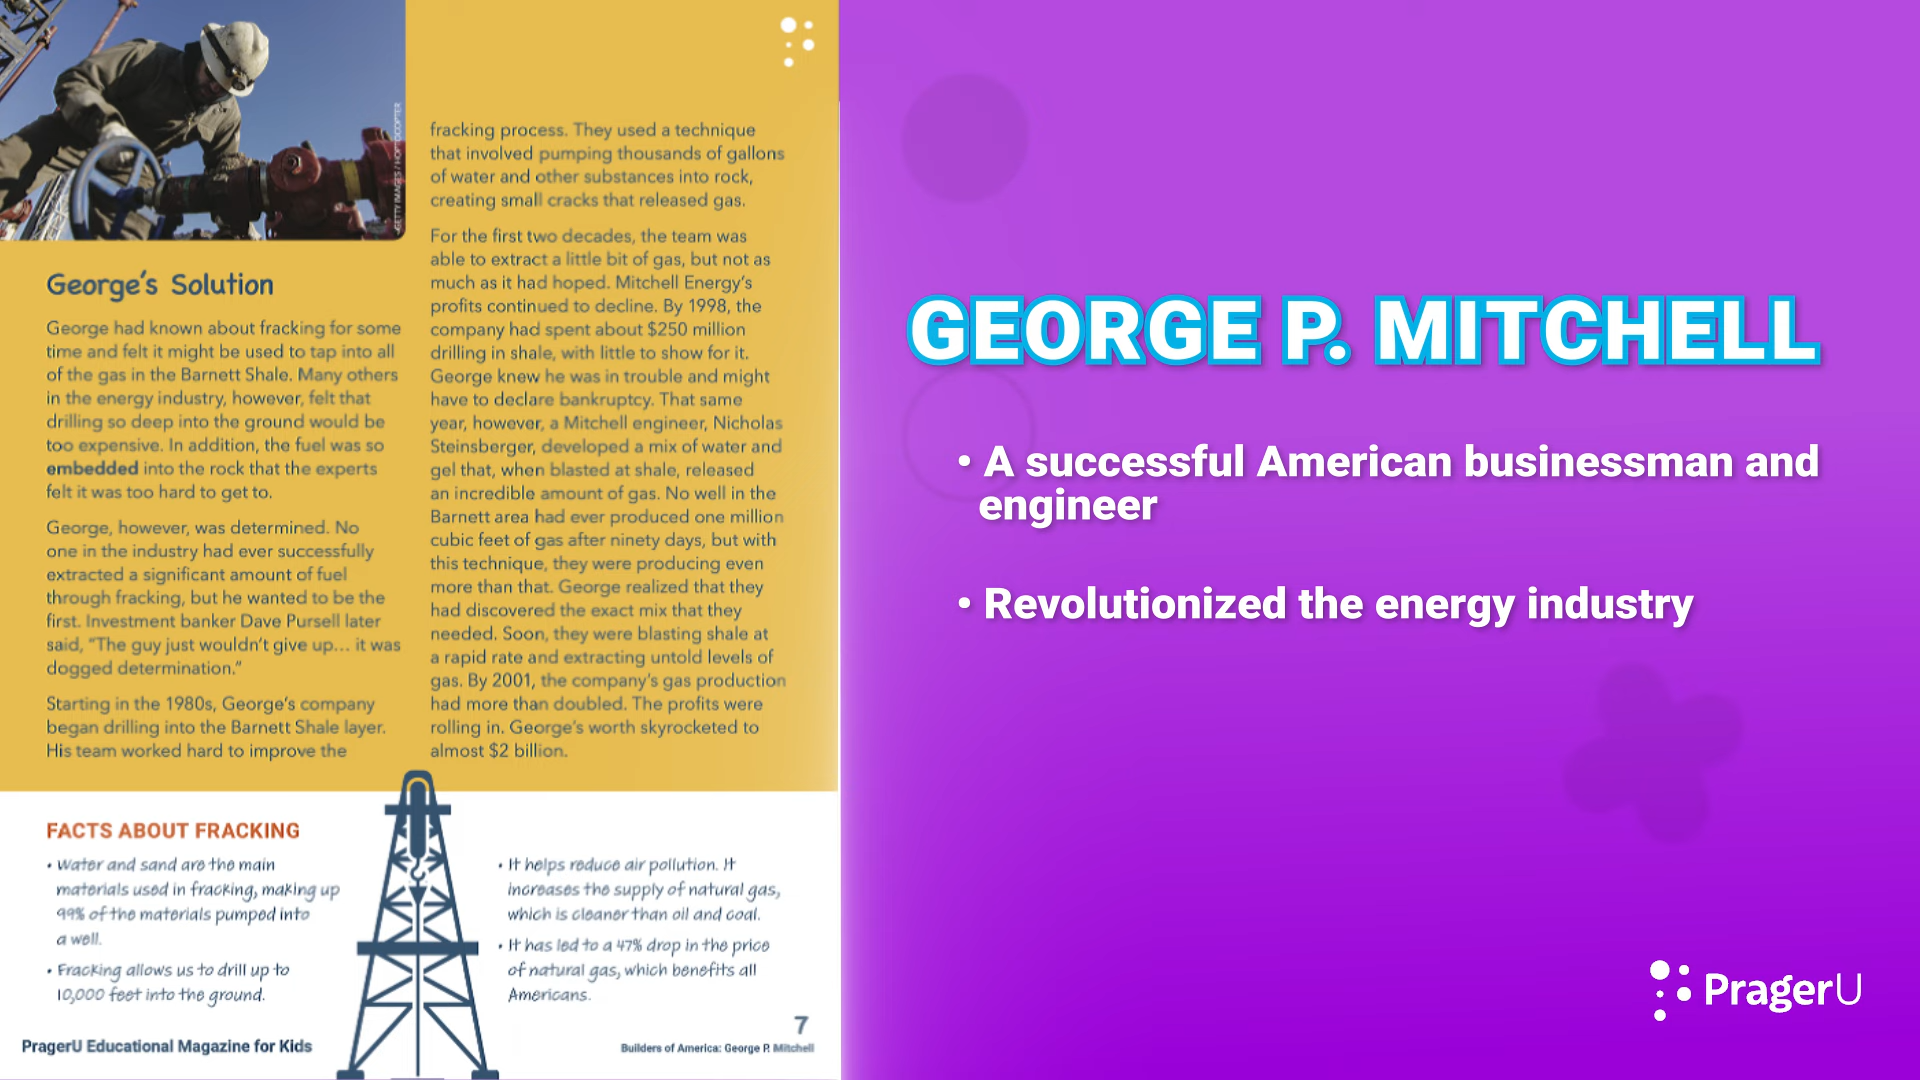 GETTY IMAGES / HOPTOCOPTER
George's Solution
George had known about fracking for some
time and felt it might be used to tap into all
of the gas in the Barnett Shale. Many others
in the energy industry, however, felt that
drilling so deep into the ground would be
too expensive. In addition, the fuel was so
embedded into the rock that the experts
felt it was too hard to get to.
George, however, was determined. No
one in the industry had ever successfully
extracted a significant amount of fuel
through fracking, but he wanted to be the
first. Investment banker Dave Pursell later
said, “The guy just wouldn't give up... it was
dogged determination.”
Starting in the 1980s, George's company
began drilling into the Barnett Shale layer.
His team worked hard to improve the
fracking process. They used a technique
that involved pumping thousands of gallons
of water and other substances into rock,
creating small cracks that released gas.
For the first two decades, the team was
able to extract a little bit of gas, but not as
much as it had hoped. Mitchell Energy's
profits continued to decline. By 1998, the
company had spent about $250 million
drilling in shale, with little to show for it.
George knew he was in trouble and might
have to declare bankruptcy. That same
year, however, a Mitchell engineer, Nicholas
Steinsberger, developed a mix of water and
gel that, when blasted at shale, released
an incredible amount of gas. No well in the
Barnett area had ever produced one million
cubic feet of gas after ninety days, but with
this technique, they were producing even
more than that. George realized that they
had discovered the exact mix that they
needed. Soon, they were blasting shale at
a rapid rate and extracting untold levels of
gas. By 2001, the company's gas production
had more than doubled. The profits were
rolling in. George's worth skyrocketed to
almost $2 billion.
FACTS ABOUT FRACKING
• Water and sand are the main
materials used in fracking, making up
99% of the materials pumped into
a well.
• Fracking allows us to drill up to
10,000 feet into the ground.
• It helps reduce air pollution. It
increases the supply of natural gas,
which is cleaner than oil and coal.
• It has led to a 47% drop in the price
of natural gas, which benefits all
Americans.
7
PragerU Educational Magazine for Kids
Builders of America: George P. Mitchell
GEORGE P. MITCHELL
• A successful American businessman and
engineer
• Revolutionized the energy industry
PragerU